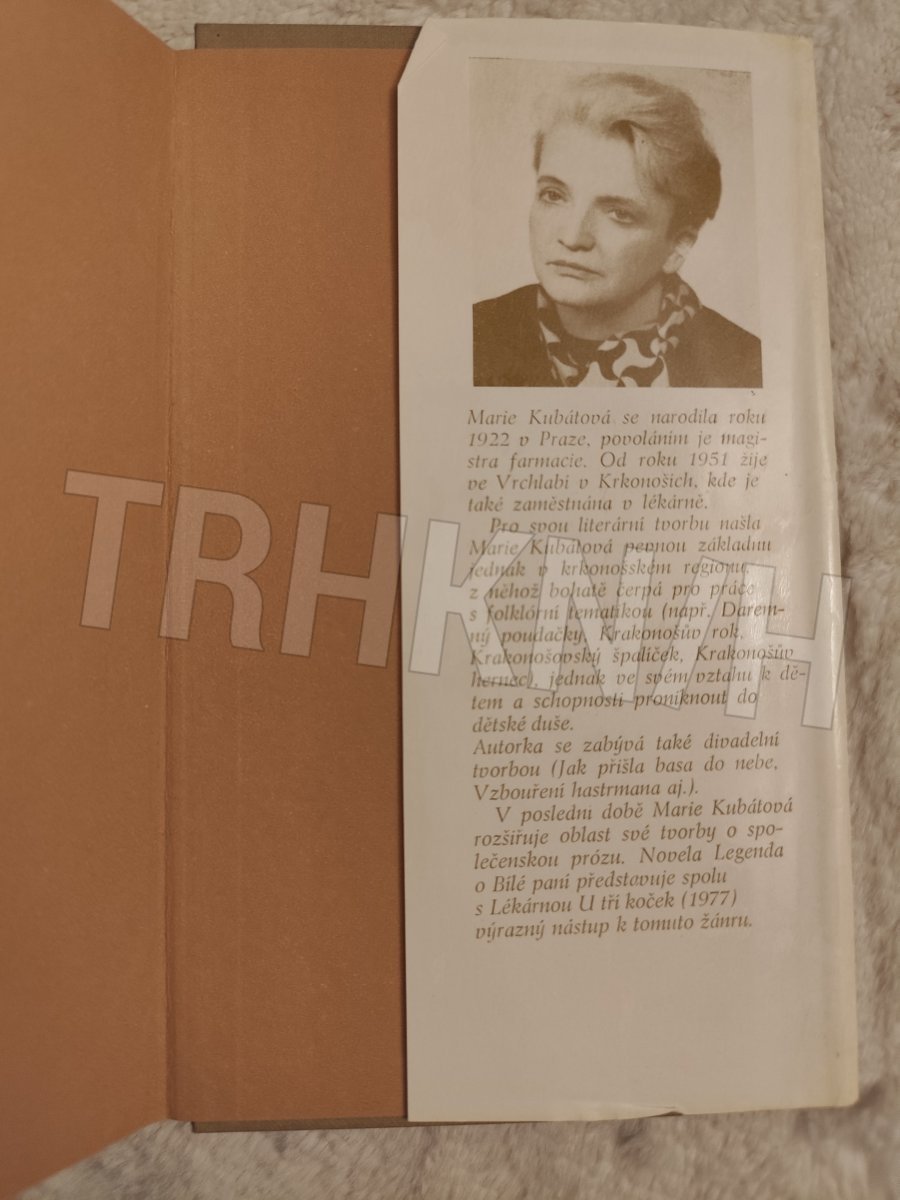 Marie Kubátová se narodila roku
1922 v Praze, povoláním je magi-
stra farmacie. Od roku 1951 žije
ve Vrchlabí v Krkonoších, kde je
také zaměstnána v lékárně.
Pro svou literární tvorbu našla
Marie Kubátová pevnou základnu
jednak v krkonošském regionu,
z něhož bohatě čerpá pro práce
s folklórní tematikou (např. Darem-
ný poudačky, Krakonošův rok,
Krakonošovský špalíček, Krakonošův
hernec), jednak ve svém vztahu k dě-
tem a schopnosti proniknout do
dětské duše.
Autorka se zabývá také divadelní
tvorbou (Jak přišla basa do nebe,
Vzbouření hastrmana aj.).
V poslední době Marie Kubátová
rozšiřuje oblast své tvorby o spo-
lečenskou prózu. Novela Legenda
o Bílé paní představuje spolu
s Lékárnou U tří koček (1977)
výrazný nástup k tomuto žánru.
TRHKNIH